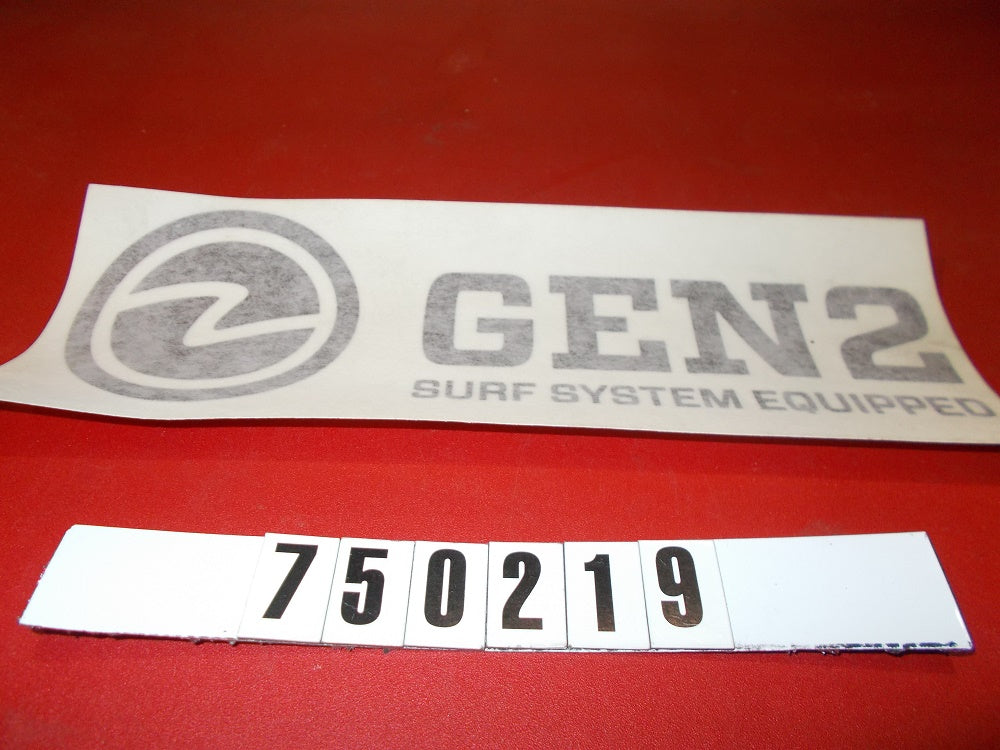 GEN2
SURF SYSTEM EQUIPPED
750219